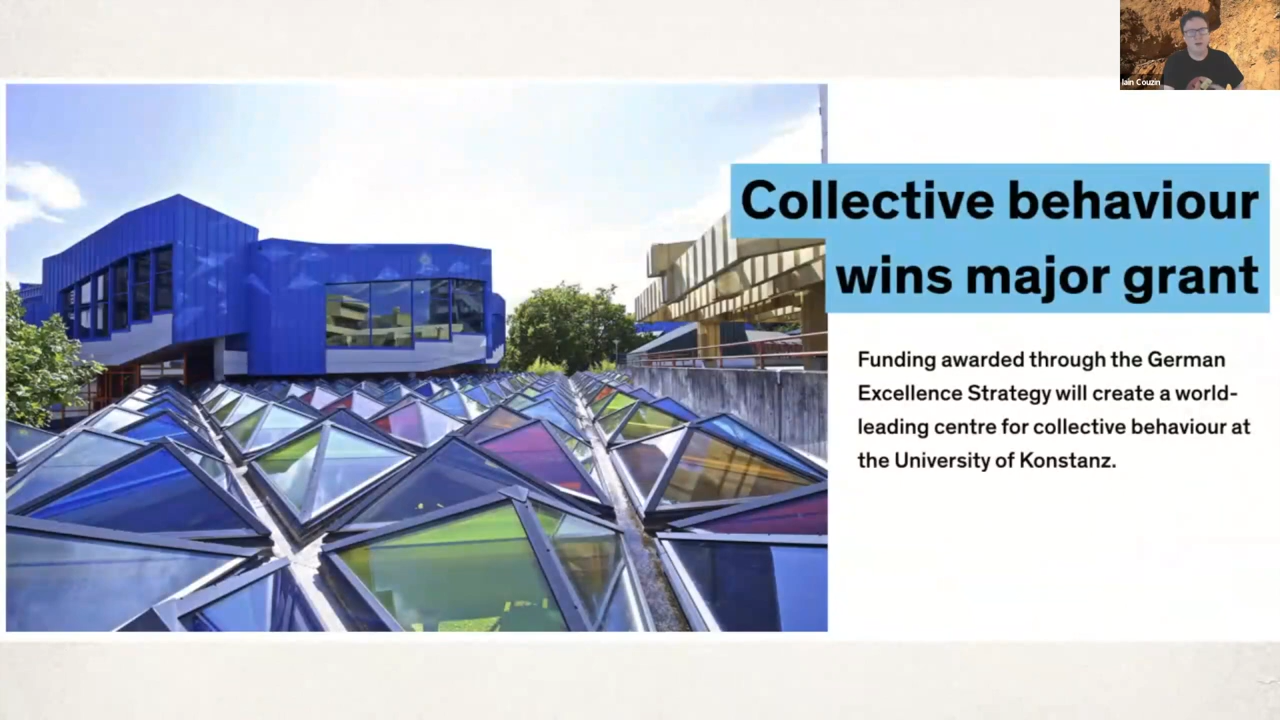 Iain Couzin
Collective behaviour
wins major grant
Funding awarded through the German
Excellence Strategy will create a world-
leading centre for collective behaviour at
the University of Konstanz.